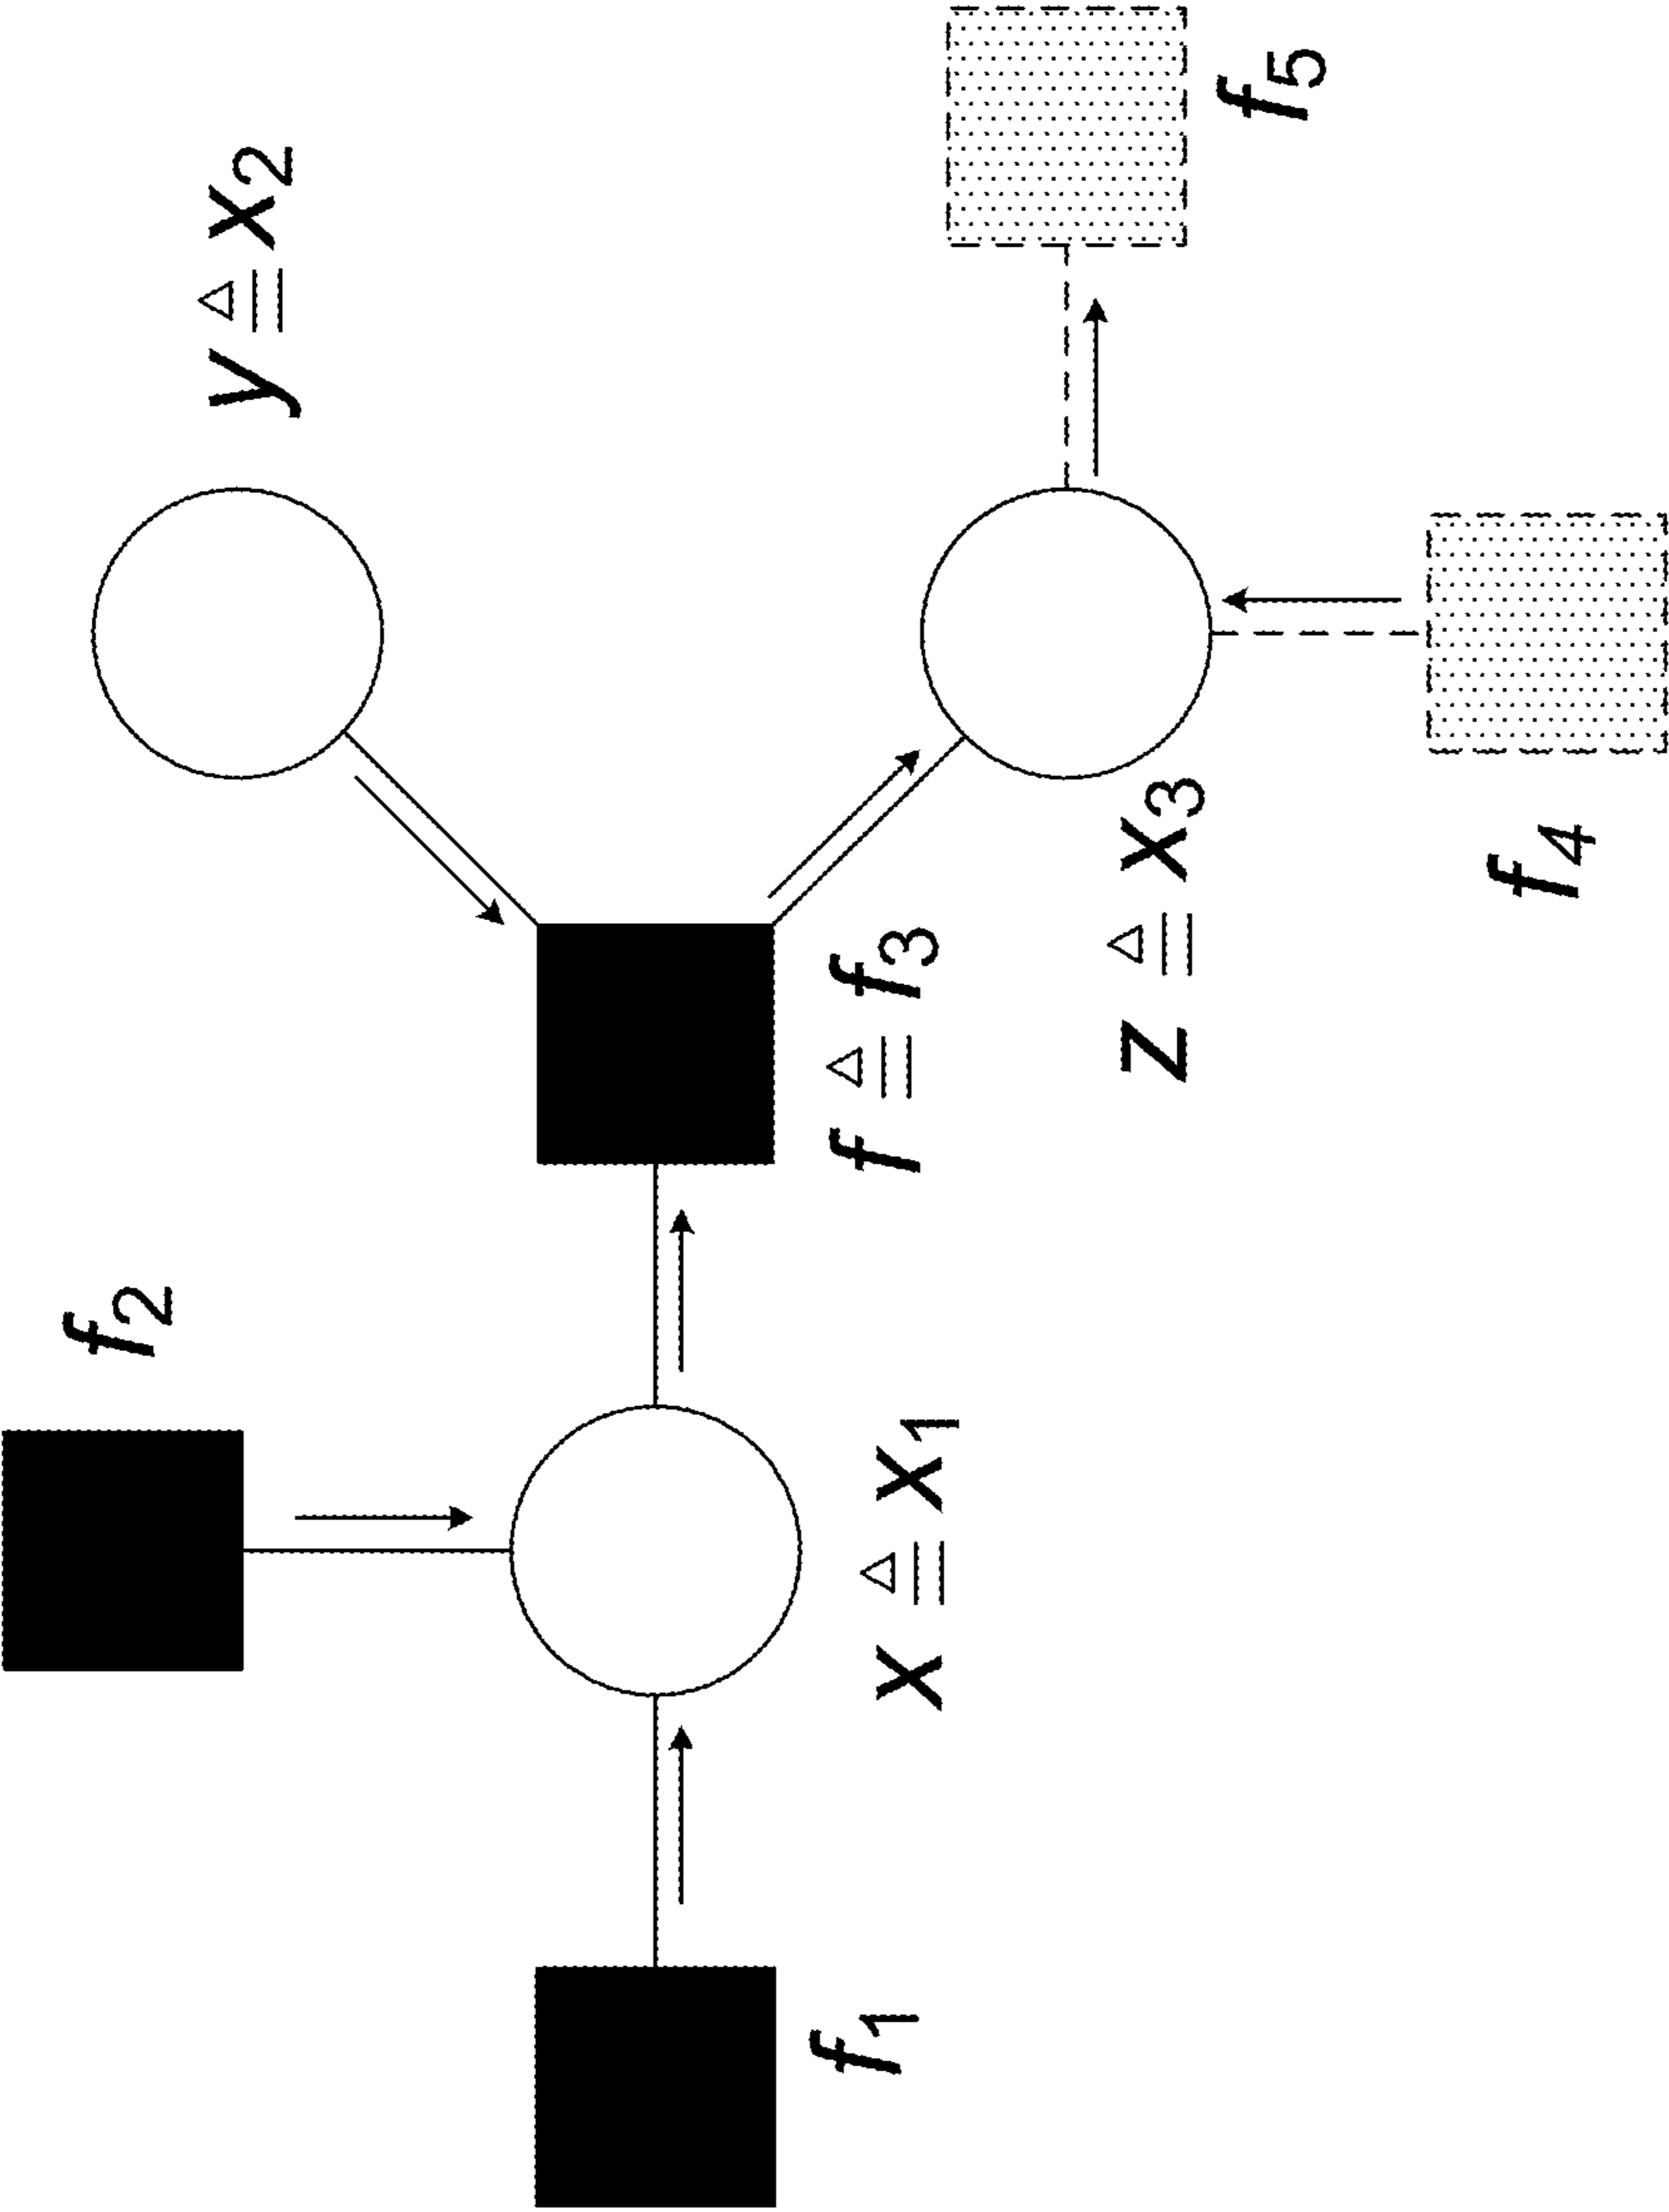 f2
y ≜ x2
f1
x ≜ x1
f ≜ f3
z ≜ x3
f5
f4